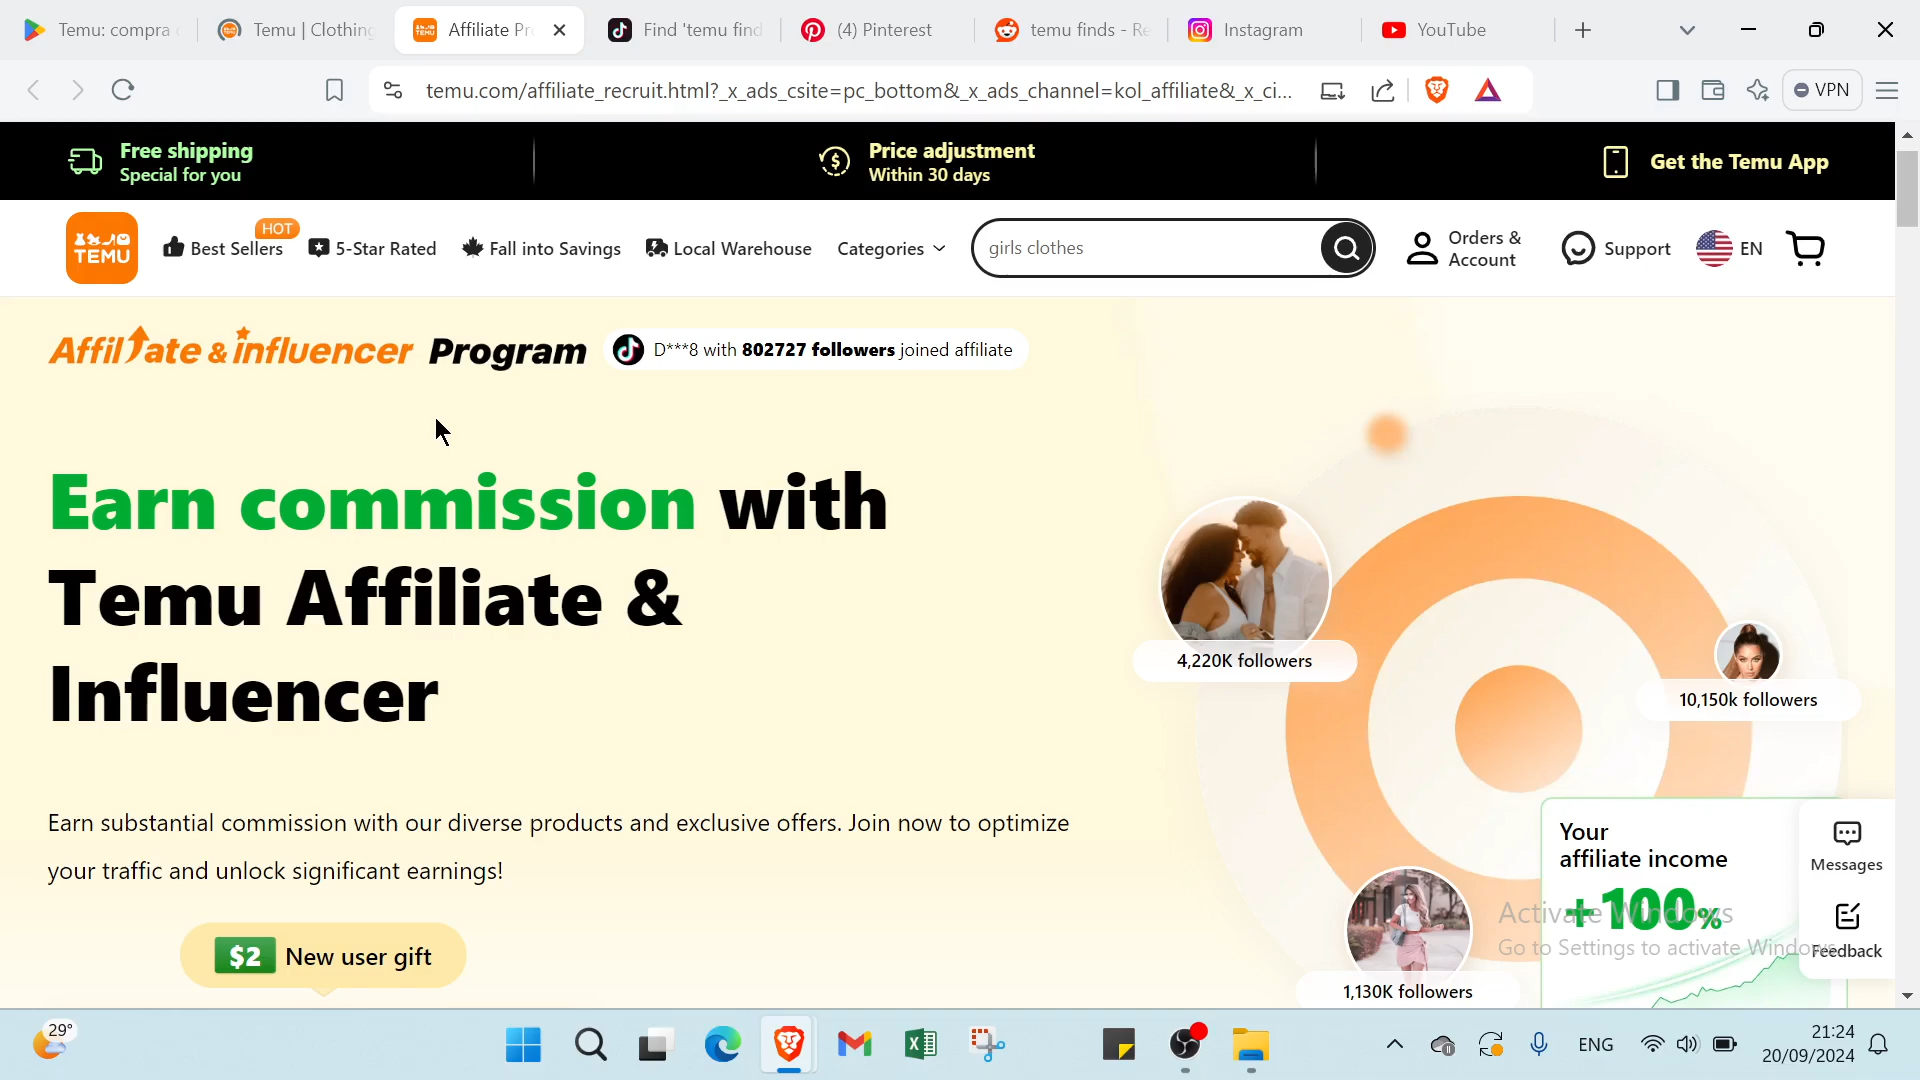 Temu: compra
Temu | Clothing
Affiliate Pr
Find 'temu find
(4) Pinterest
temu finds - Re
Instagram
YouTube
temu.com/affiliate_recruit.html?_x_ads_csite=pc_bottom&_x_ads_channel=kol_affiliate&_x_ci...
VPN
Free shipping
Special for you
Price adjustment
Within 30 days
Get the Temu App
TEMU
Best Sellers
HOT
5-Star Rated
Fall into Savings
Local Warehouse
Categories
girls clothes
Orders &
Account
Support
EN
Affiliate & influencer Program
D***8 with 802727 followers joined affiliate
Earn commission with
Temu Affiliate &
Influencer
4,220K followers
10,150k followers
Earn substantial commission with our diverse products and exclusive offers. Join now to optimize
your traffic and unlock significant earnings!
Your
affiliate income
+100%
Messages
Feedback
Activate Windows
Go to Settings to activate Windows.
$2 New user gift
1,130K followers
29°
ENG
21:24
20/09/2024